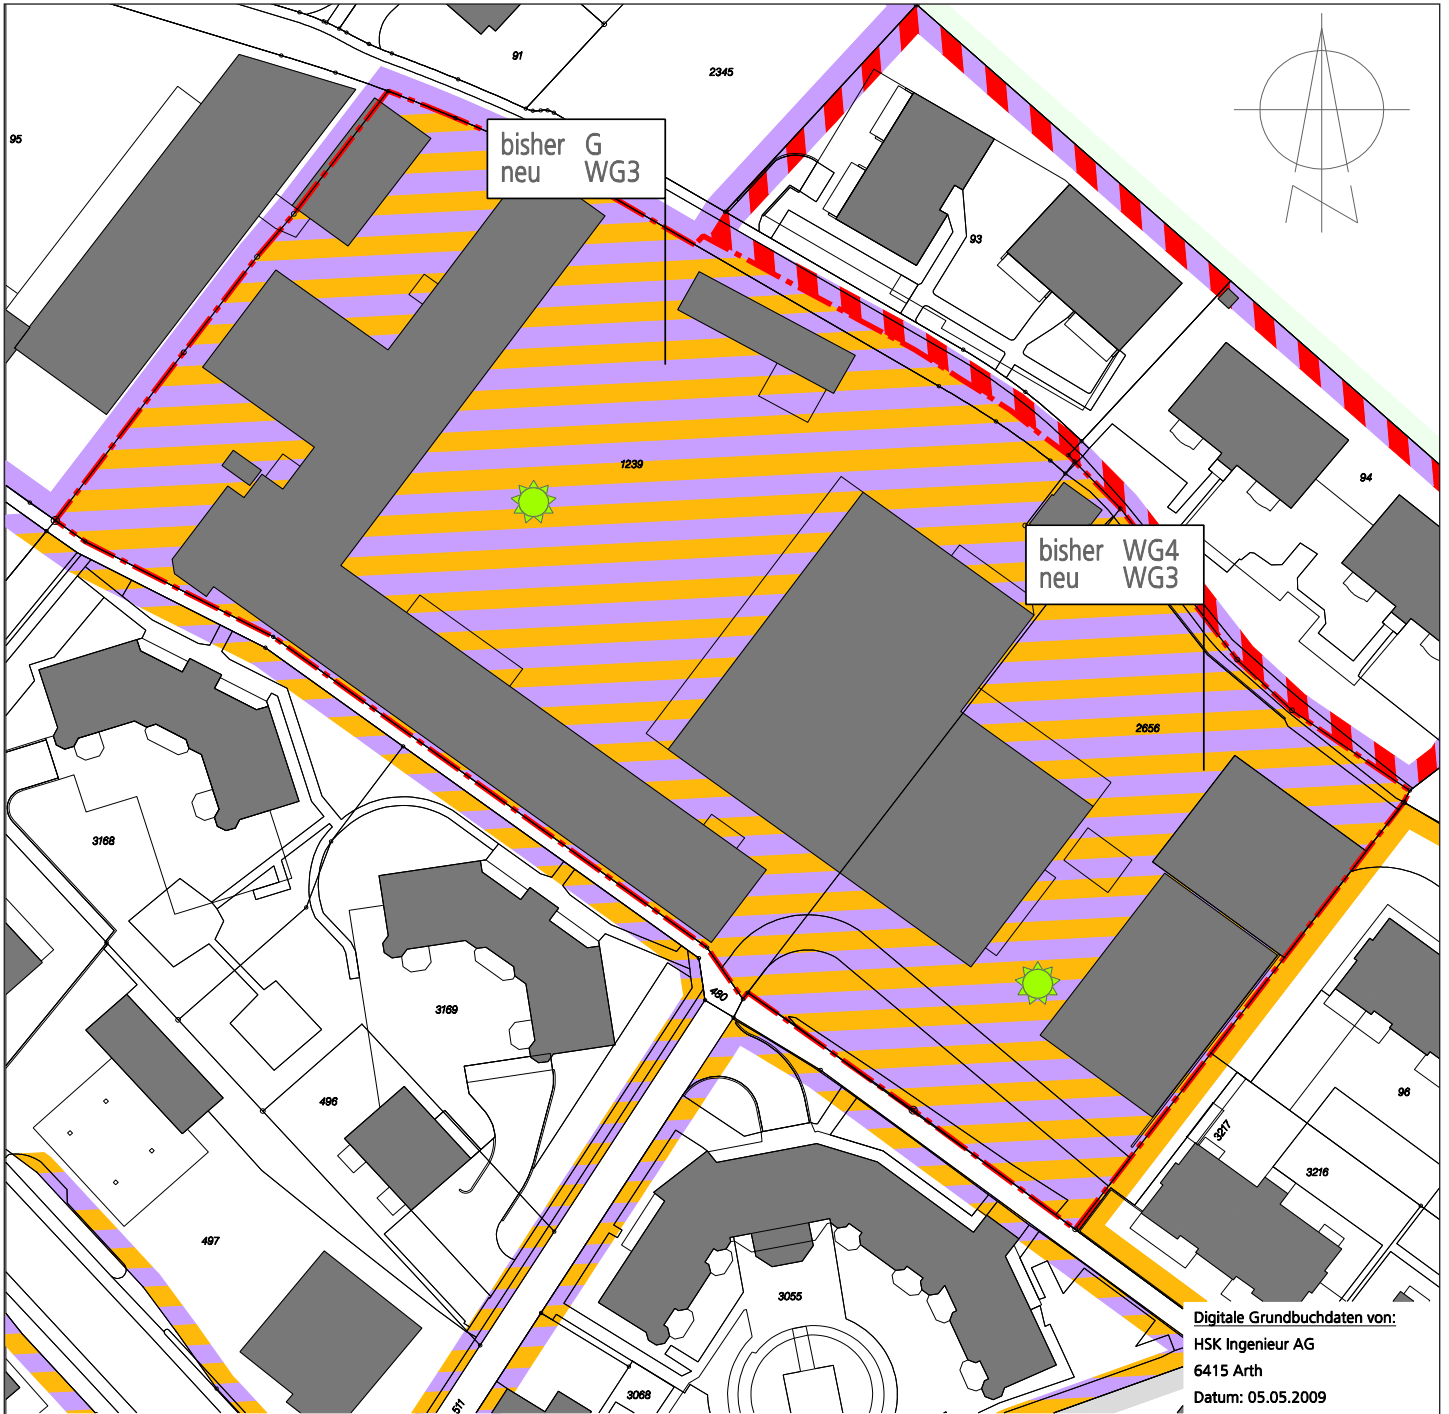 91
2345
95
bisher G
neu WG3
93
1239
94
bisher WG4
neu WG3
2656
3168
480
3169
96
496
3217
3216
497
3055
Digitale Grundbuchdaten von:
HSK Ingenieur AG
6415 Arth
Datum: 05.05.2009
3068
511